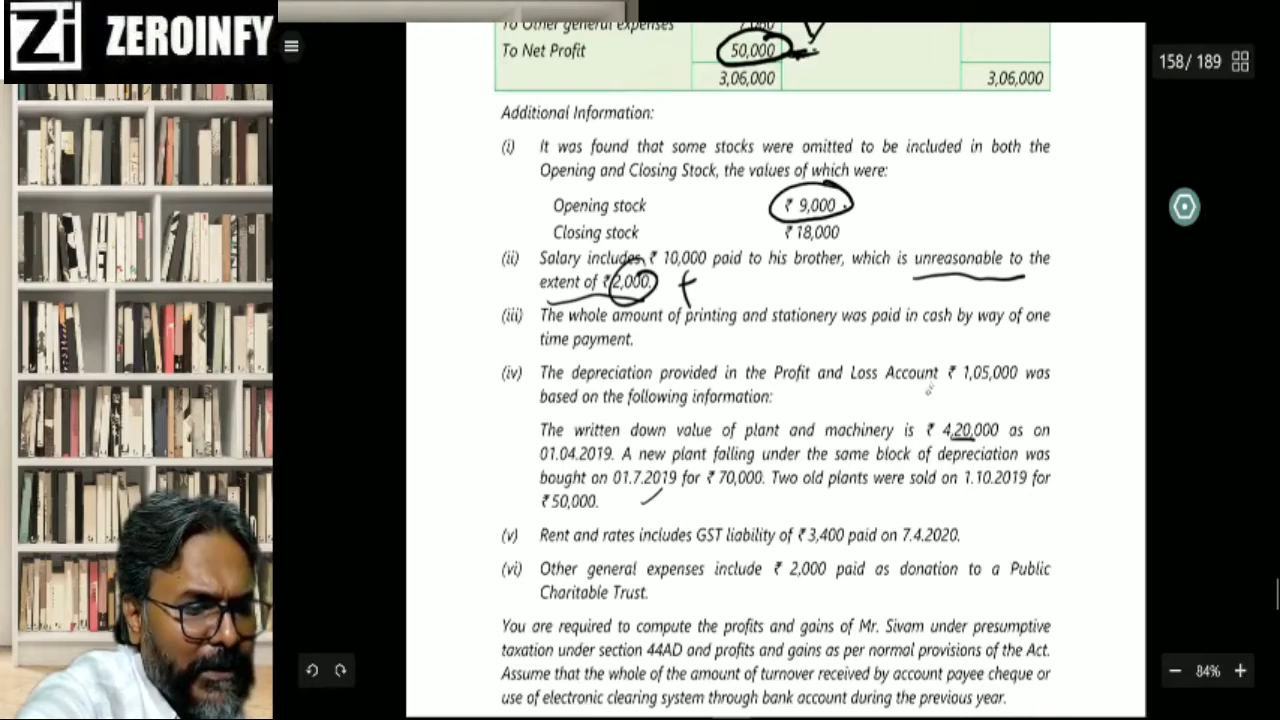 Zi ZEROINFY
To Other general expenses
To Net Profit 50,000
3,06,000 3,06,000
158/ 189
Additional Information:
(i) It was found that some stocks were omitted to be included in both the
Opening and Closing Stock, the values of which were:
Opening stock ₹ 9,000
Closing stock ₹ 18,000
(ii) Salary includes ₹ 10,000 paid to his brother, which is unreasonable to the
extent of ₹ 2,000.
(iii) The whole amount of printing and stationery was paid in cash by way of one
time payment.
(iv) The depreciation provided in the Profit and Loss Account ₹ 1,05,000 was
based on the following information:
The written down value of plant and machinery is ₹ 4,20,000 as on
01.04.2019. A new plant falling under the same block of depreciation was
bought on 01.7.2019 for ₹ 70,000. Two old plants were sold on 1.10.2019 for
₹ 50,000.
(v) Rent and rates includes GST liability of ₹ 3,400 paid on 7.4.2020.
(vi) Other general expenses include ₹ 2,000 paid as donation to a Public
Charitable Trust.
You are required to compute the profits and gains of Mr. Sivam under presumptive
taxation under section 44AD and profits and gains as per normal provisions of the Act.
Assume that the whole of the amount of turnover received by account payee cheque or
use of electronic clearing system through bank account during the previous year.
84%